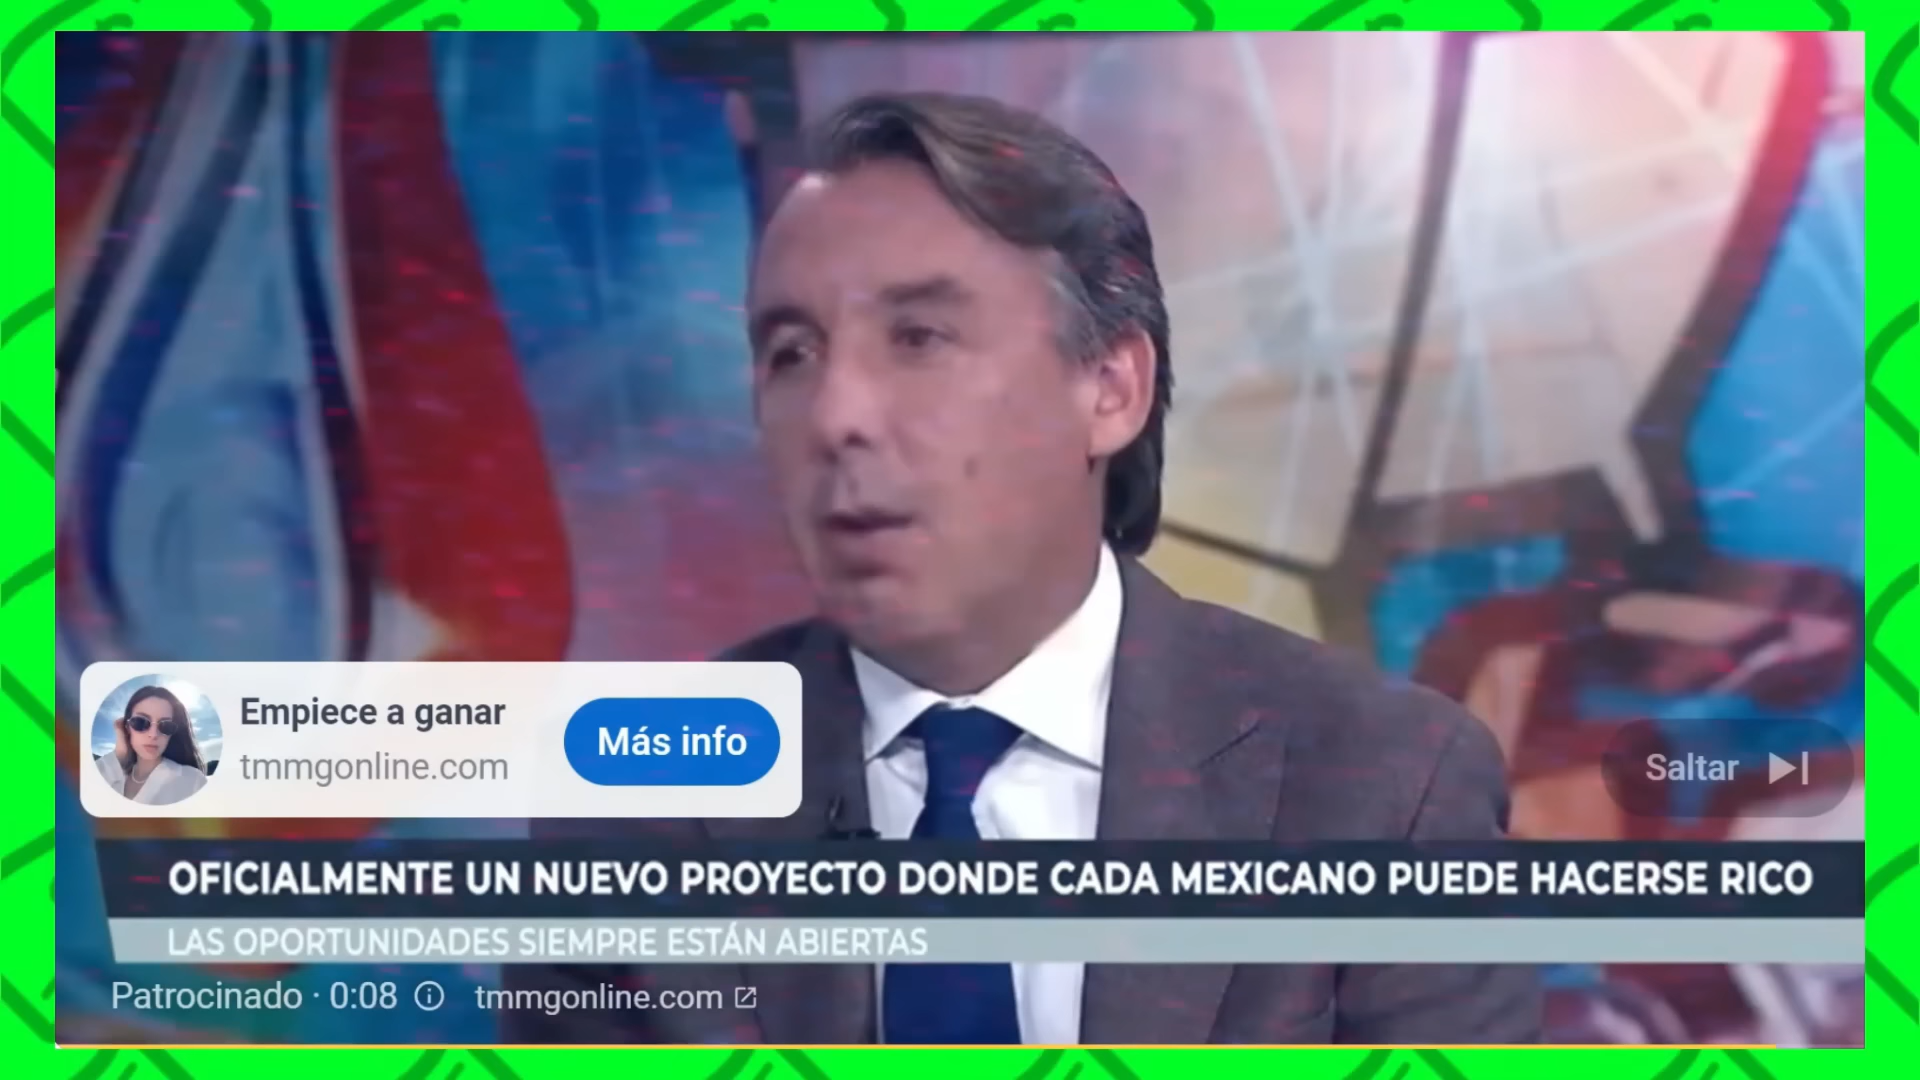 Empiece a ganar
tmmgonline.com
Más info
Saltar
OFICIALMENTE UN NUEVO PROYECTO DONDE CADA MEXICANO PUEDE HACERSE RICO
LAS OPORTUNIDADES SIEMPRE ESTÁN ABIERTAS
Patrocinado · 0:08 tmmgonline.com